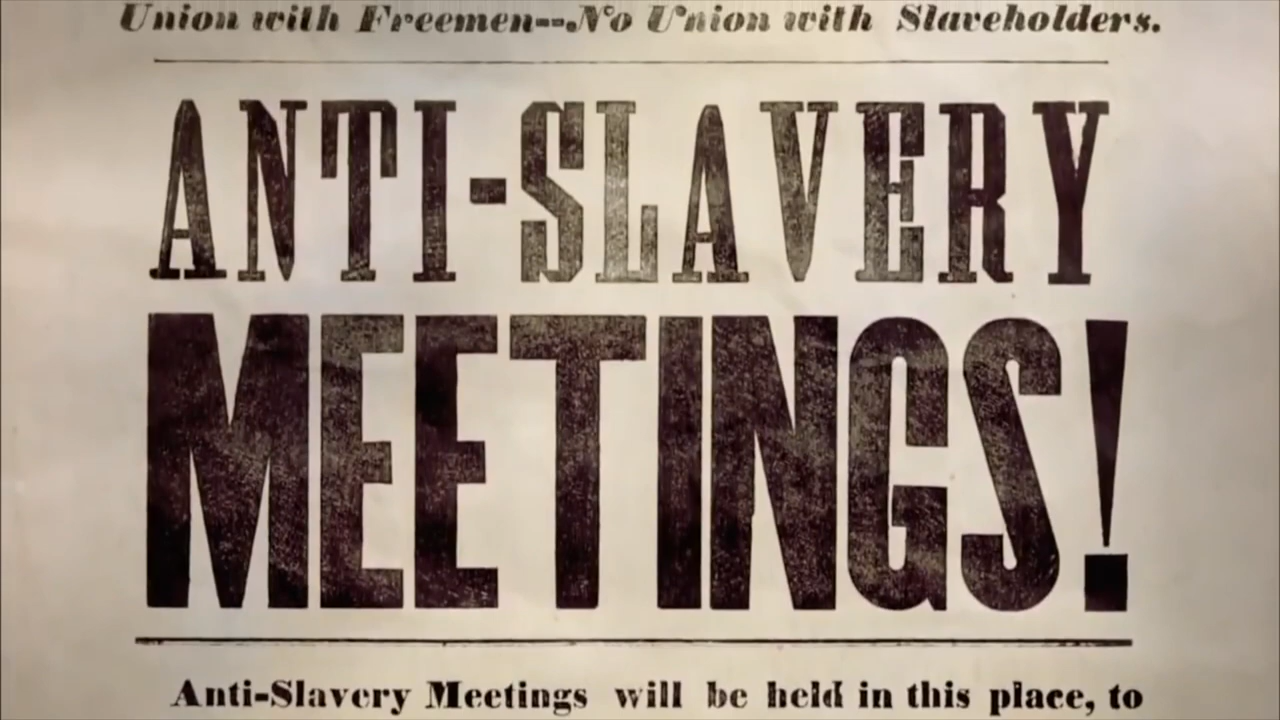 Union with Freemen--No Union with Slaveholders.
ANTI-SLAVERY
MEETINGS!
Anti-Slavery Meetings will be held in this place, to